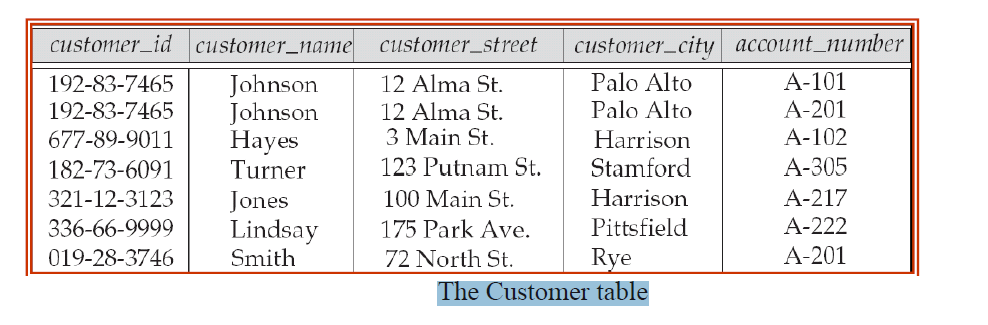 customer_id customer_name customer_street customer_city account_number
192-83-7465 Johnson 12 Alma St. Palo Alto A-101
192-83-7465 Johnson 12 Alma St. Palo Alto A-201
677-89-9011 Hayes 3 Main St. Harrison A-102
182-73-6091 Turner 123 Putnam St. Stamford A-305
321-12-3123 Jones 100 Main St. Harrison A-217
336-66-9999 Lindsay 175 Park Ave. Pittsfield A-222
019-28-3746 Smith 72 North St. Rye A-201
The Customer table